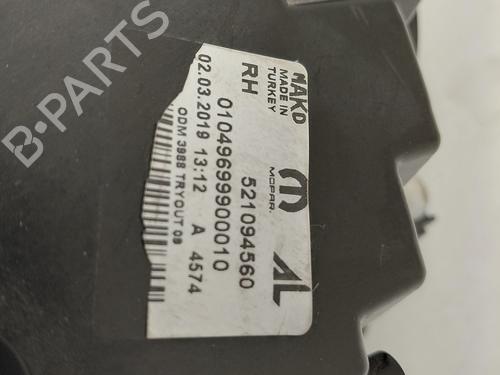 B-PARTS
MAKO
MADE IN
TURKEY
RH
MOPAR
AL
521094560
01049699900010
02.03.2019 13:12 A 4574
ODM 3988 TRYOUT 08